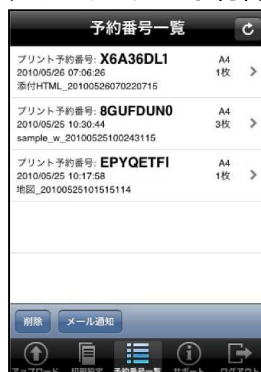 予約番号一覧
プリント予約番号: X6A36DL1 A4
2010/05/26 07:06:26 1枚
添付HTML_20100526070220715
プリント予約番号: 8GUFDUN0 A4
2010/05/25 10:30:44 3枚
sample_w_20100525100243115
プリント予約番号: EPYQETFI A4
2010/05/25 10:17:58 1枚
地図_20100525101515114
削除 メール通知
アップロード 印刷設定 予約番号一覧 サポート ログアウト